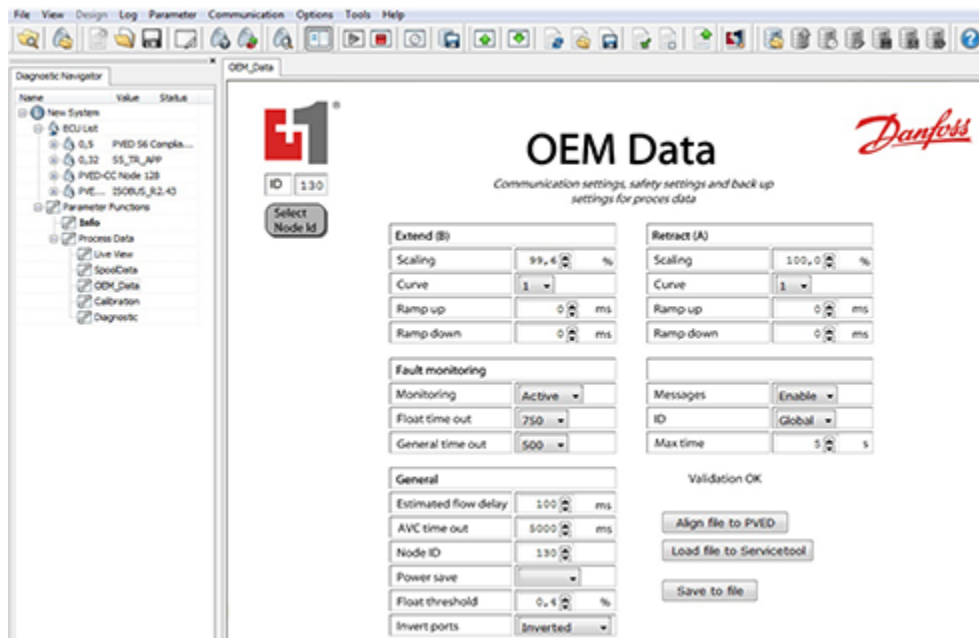 File View Design Log Parameter Communication Options Tools Help
Diagnostic Navigator
Name Value Status
New System
ECU List
0,5 PVED S6 Complia...
0,32 SS_TR_APP
PVED-CC Node 128
PVE... ISOBUS_R2.43
Parameter Functions
Info
Process Data
Live View
SpoolData
OEM_Data
Calibration
Diagnostic
OEM_Data
+1
®
ID 130
Select
Node Id
OEM Data
Danfoss
Communication settings, safety settings and back up
settings for proces data
Extend (B)
Scaling 99,6 %
Curve 1
Ramp up 0 ms
Ramp down 0 ms
Retract (A)
Scaling 100,0 %
Curve 1
Ramp up 0 ms
Ramp down 0 ms
Fault monitoring
Monitoring Active
Float time out 750
General time out 500
Messages Enable
ID Global
Max time 5 s
General
Estimated flow delay 100 ms
AVC time out 5000 ms
Node ID 130
Power save
Float threshold 0,4 %
Invert ports Inverted
Validation OK
Align file to PVED
Load file to Servicetool
Save to file